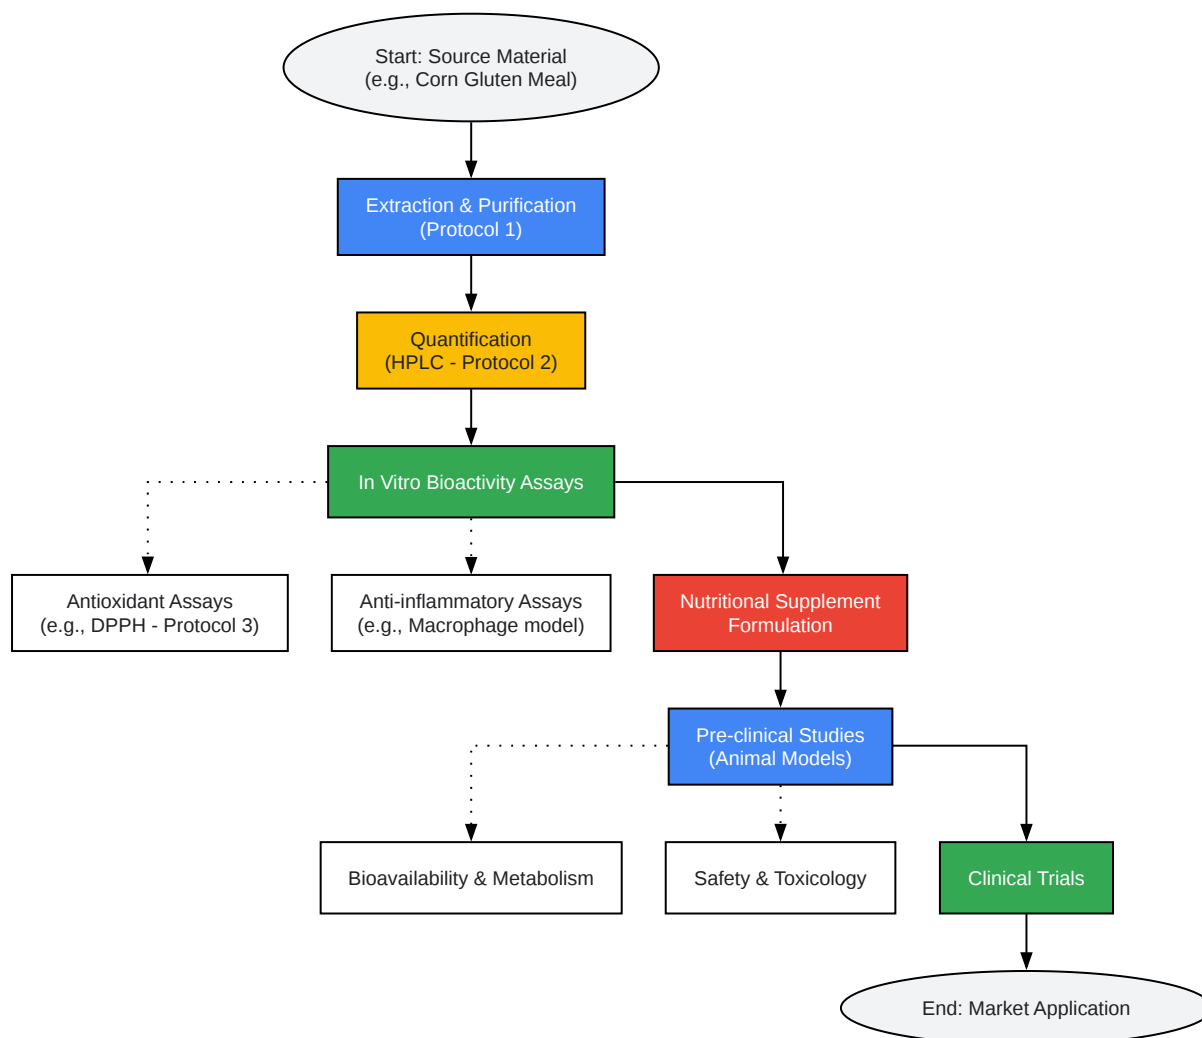 Start: Source Material
(e.g., Corn Gluten Meal)
Extraction & Purification
(Protocol 1)
Quantification
(HPLC - Protocol 2)
In Vitro Bioactivity Assays
Antioxidant Assays
(e.g., DPPH - Protocol 3)
Anti-inflammatory Assays
(e.g., Macrophage model)
Nutritional Supplement
Formulation
Pre-clinical Studies
(Animal Models)
Bioavailability & Metabolism
Safety & Toxicology
Clinical Trials
End: Market Application